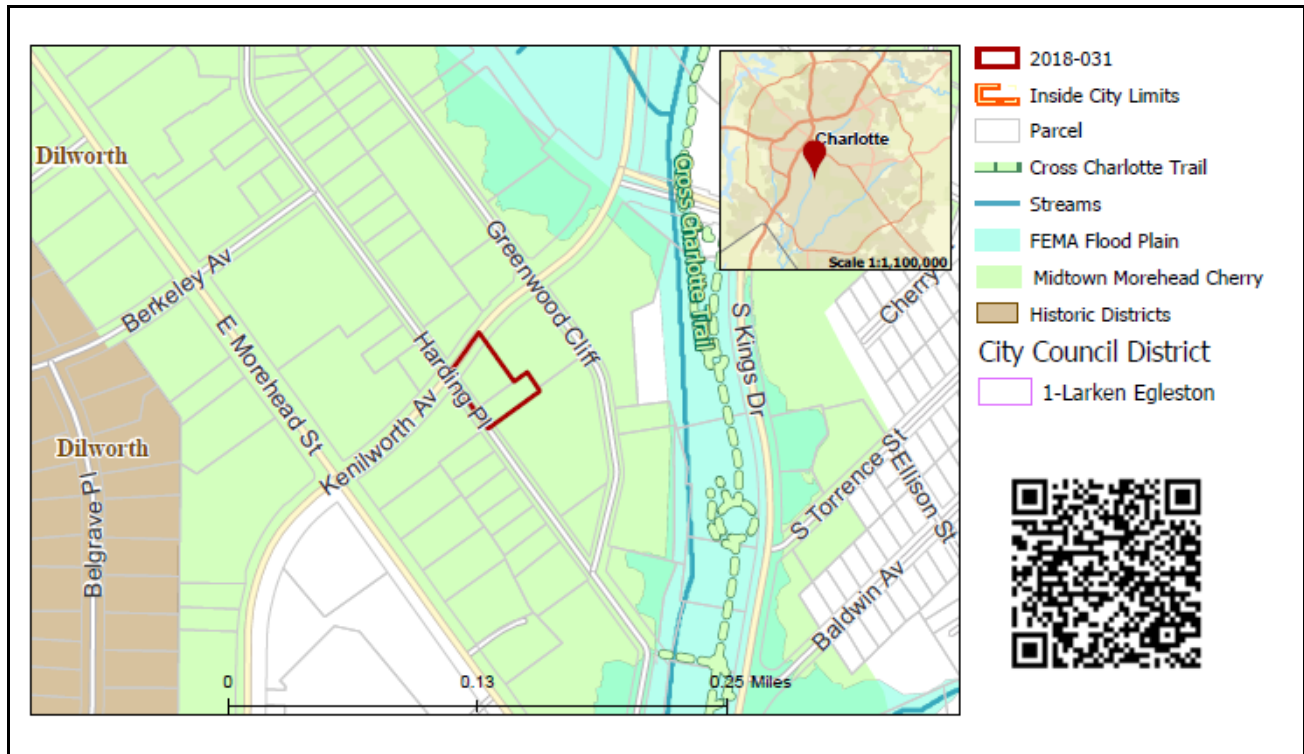 Dilworth
Berkeley Av
E Morehead St
Greenwood Cliff
Harding Pl
Kenilworth Av
Dilworth
Belgrave Pl
Cross Charlotte Trail
S Kings Dr
Cherry
S Torrence St
Ellison St
Baldwin Av
0
0.13
0.25 Miles
Charlotte
Scale 1:1,100,000
2018-031
Inside City Limits
Parcel
Cross Charlotte Trail
Streams
FEMA Flood Plain
Midtown Morehead Cherry
Historic Districts
City Council District
1-Larken Egleston